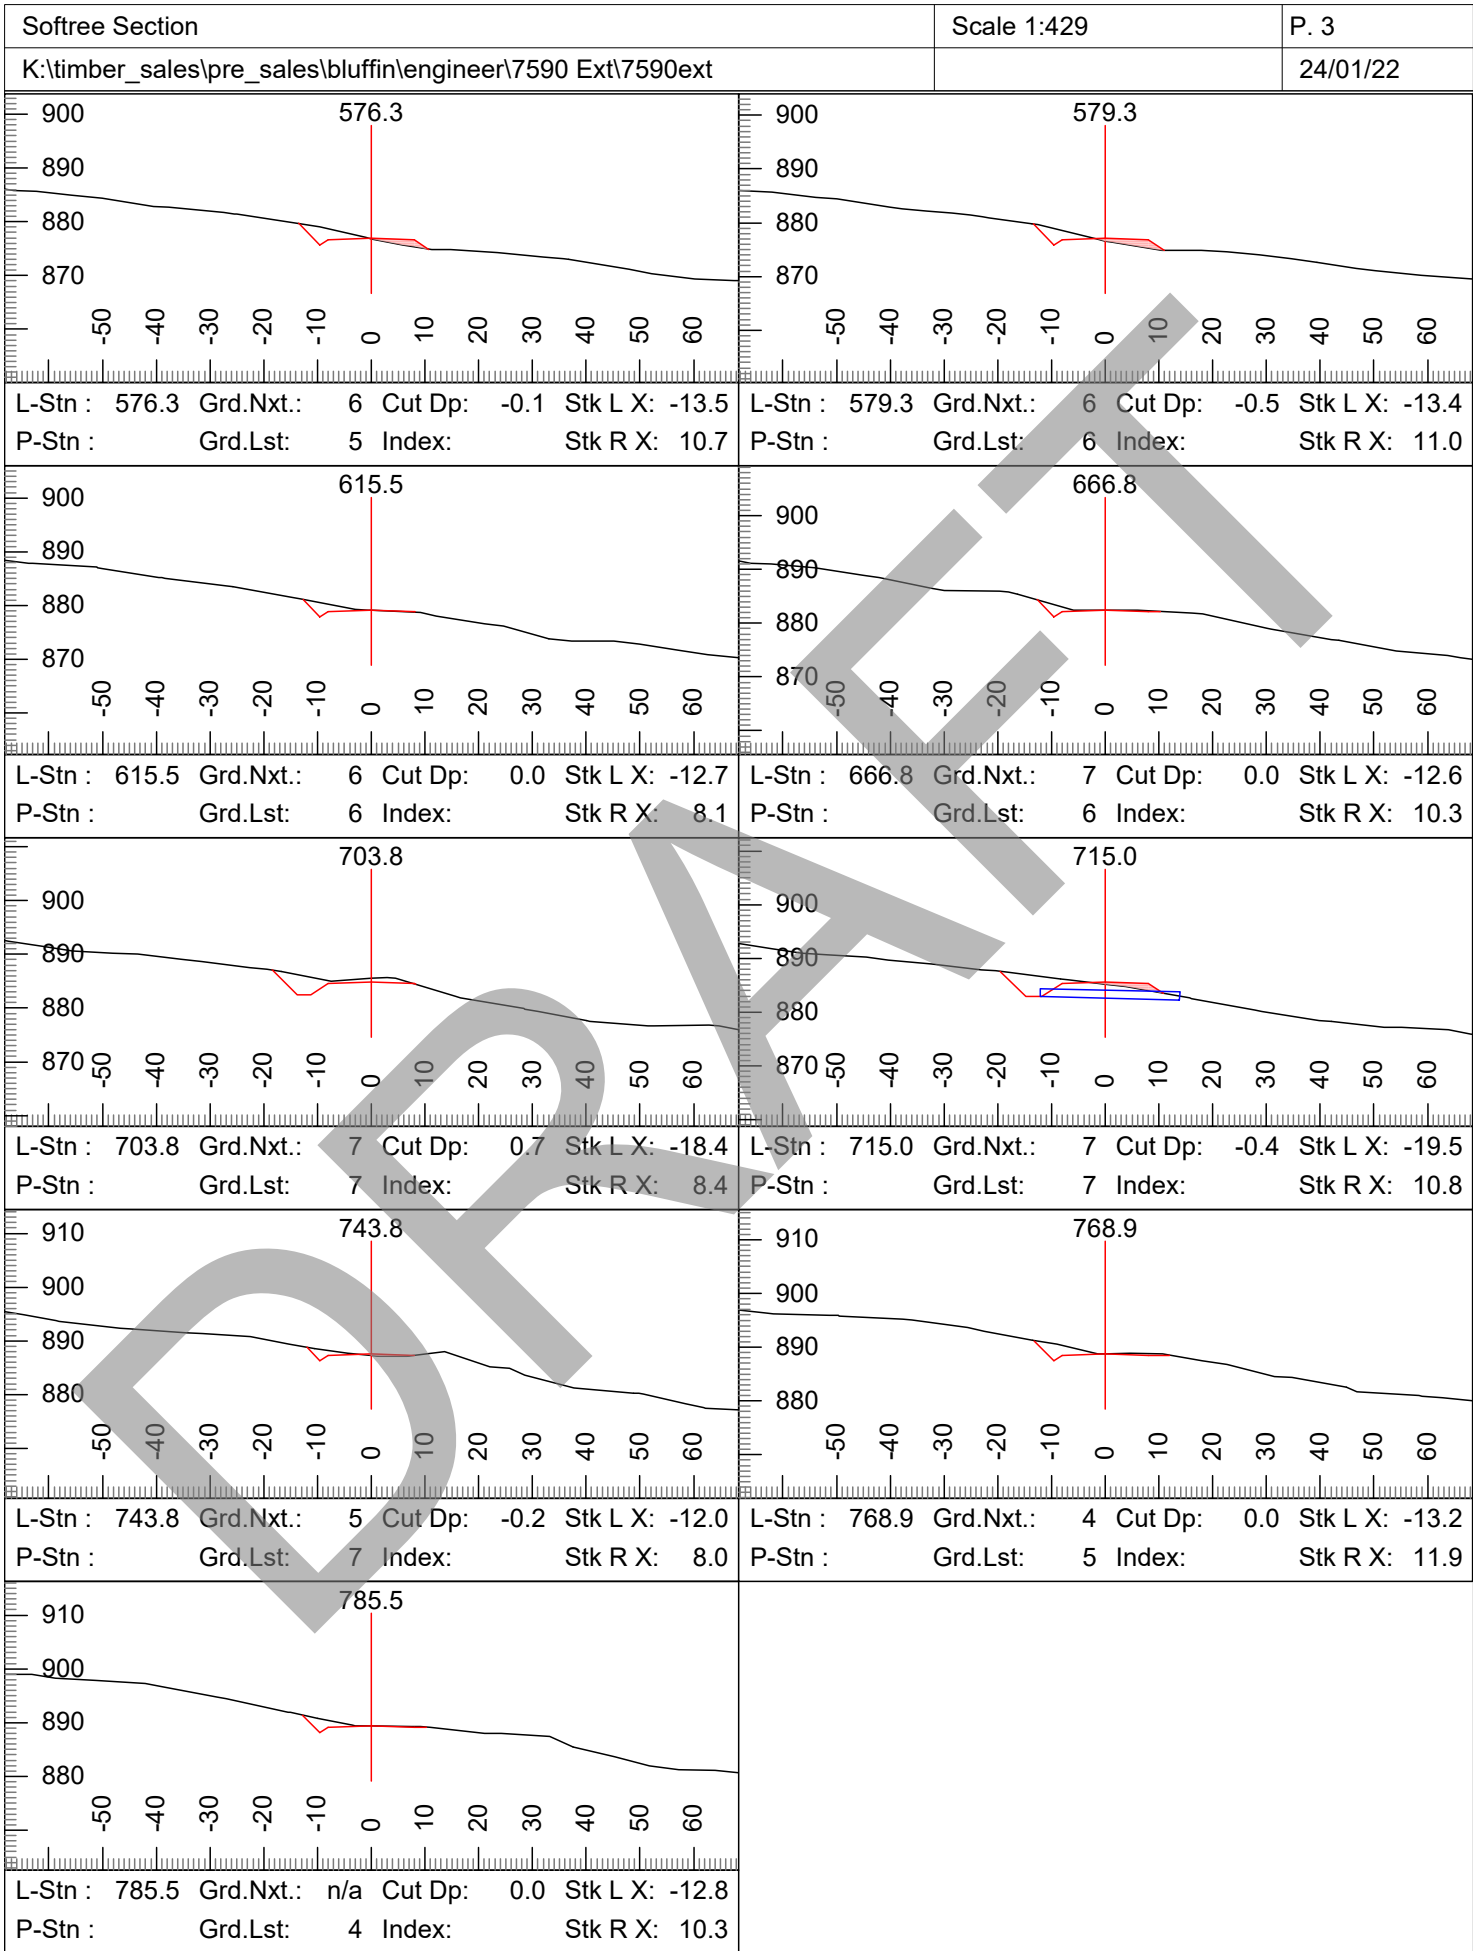 Softree Section Scale 1:429 P. 3
K:\timber_sales\pre_sales\bluffin\engineer\7590 Ext\7590ext 24/01/22
576.3
900
890
880
870
-50 -40 -30 -20 -10 0 10 20 30 40 50 60
L-Stn : 576.3 Grd.Nxt.: 6 Cut Dp: -0.1 Stk L X: -13.5
P-Stn : Grd.Lst: 5 Index: Stk R X: 10.7
579.3
900
890
880
870
-50 -40 -30 -20 -10 0 10 20 30 40 50 60
L-Stn : 579.3 Grd.Nxt.: 6 Cut Dp: -0.5 Stk L X: -13.4
P-Stn : Grd.Lst: 6 Index: Stk R X: 11.0
615.5
900
890
880
870
-50 -40 -30 -20 -10 0 10 20 30 40 50 60
L-Stn : 615.5 Grd.Nxt.: 6 Cut Dp: 0.0 Stk L X: -12.7
P-Stn : Grd.Lst: 6 Index: Stk R X: 8.1
666.8
900
890
880
870
-50 -40 -30 -20 -10 0 10 20 30 40 50 60
L-Stn : 666.8 Grd.Nxt.: 7 Cut Dp: 0.0 Stk L X: -12.6
P-Stn : Grd.Lst: 6 Index: Stk R X: 10.3
703.8
900
890
880
870
-50 -40 -30 -20 -10 0 10 20 30 40 50 60
L-Stn : 703.8 Grd.Nxt.: 7 Cut Dp: 0.7 Stk L X: -18.4
P-Stn : Grd.Lst: 7 Index: Stk R X: 8.4
715.0
900
890
880
870
-50 -40 -30 -20 -10 0 10 20 30 40 50 60
L-Stn : 715.0 Grd.Nxt.: 7 Cut Dp: -0.4 Stk L X: -19.5
P-Stn : Grd.Lst: 7 Index: Stk R X: 10.8
743.8
910
900
890
880
-50 -40 -30 -20 -10 0 10 20 30 40 50 60
L-Stn : 743.8 Grd.Nxt.: 5 Cut Dp: -0.2 Stk L X: -12.0
P-Stn : Grd.Lst: 7 Index: Stk R X: 8.0
768.9
910
900
890
880
-50 -40 -30 -20 -10 0 10 20 30 40 50 60
L-Stn : 768.9 Grd.Nxt.: 4 Cut Dp: 0.0 Stk L X: -13.2
P-Stn : Grd.Lst: 5 Index: Stk R X: 11.9
785.5
910
900
890
880
-50 -40 -30 -20 -10 0 10 20 30 40 50 60
L-Stn : 785.5 Grd.Nxt.: n/a Cut Dp: 0.0 Stk L X: -12.8
P-Stn : Grd.Lst: 4 Index: Stk R X: 10.3
DRAFT